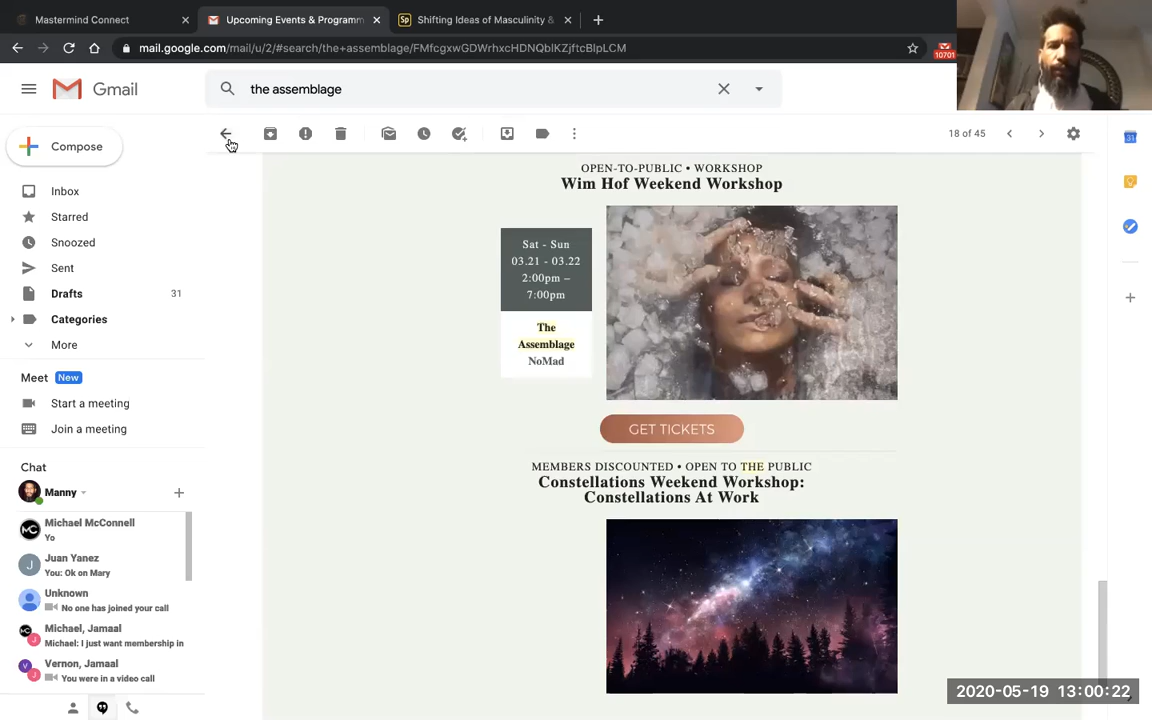 Mastermind Connect
Upcoming Events & Programm
Shifting Ideas of Masculinity &
mail.google.com/mail/u/2/#search/the+assemblage/FMfcgxwGDWrhxcHDNQblKZjftcBlpLCM
10701
Gmail
the assemblage
Compose
18 of 45
Inbox
Starred
Snoozed
Sent
Drafts 31
Categories
More
Meet New
Start a meeting
Join a meeting
Chat
Manny
Michael McConnell
Yo
Juan Yanez
You: Ok on Mary
Unknown
No one has joined your call
Michael, Jamaal
Michael: I just want membership in
Vernon, Jamaal
You were in a video call
OPEN-TO-PUBLIC • WORKSHOP
Wim Hof Weekend Workshop
Sat - Sun
03.21 - 03.22
2:00pm –
7:00pm
The
Assemblage
NoMad
GET TICKETS
MEMBERS DISCOUNTED • OPEN TO THE PUBLIC
Constellations Weekend Workshop:
Constellations At Work
2020-05-19 13:00:22